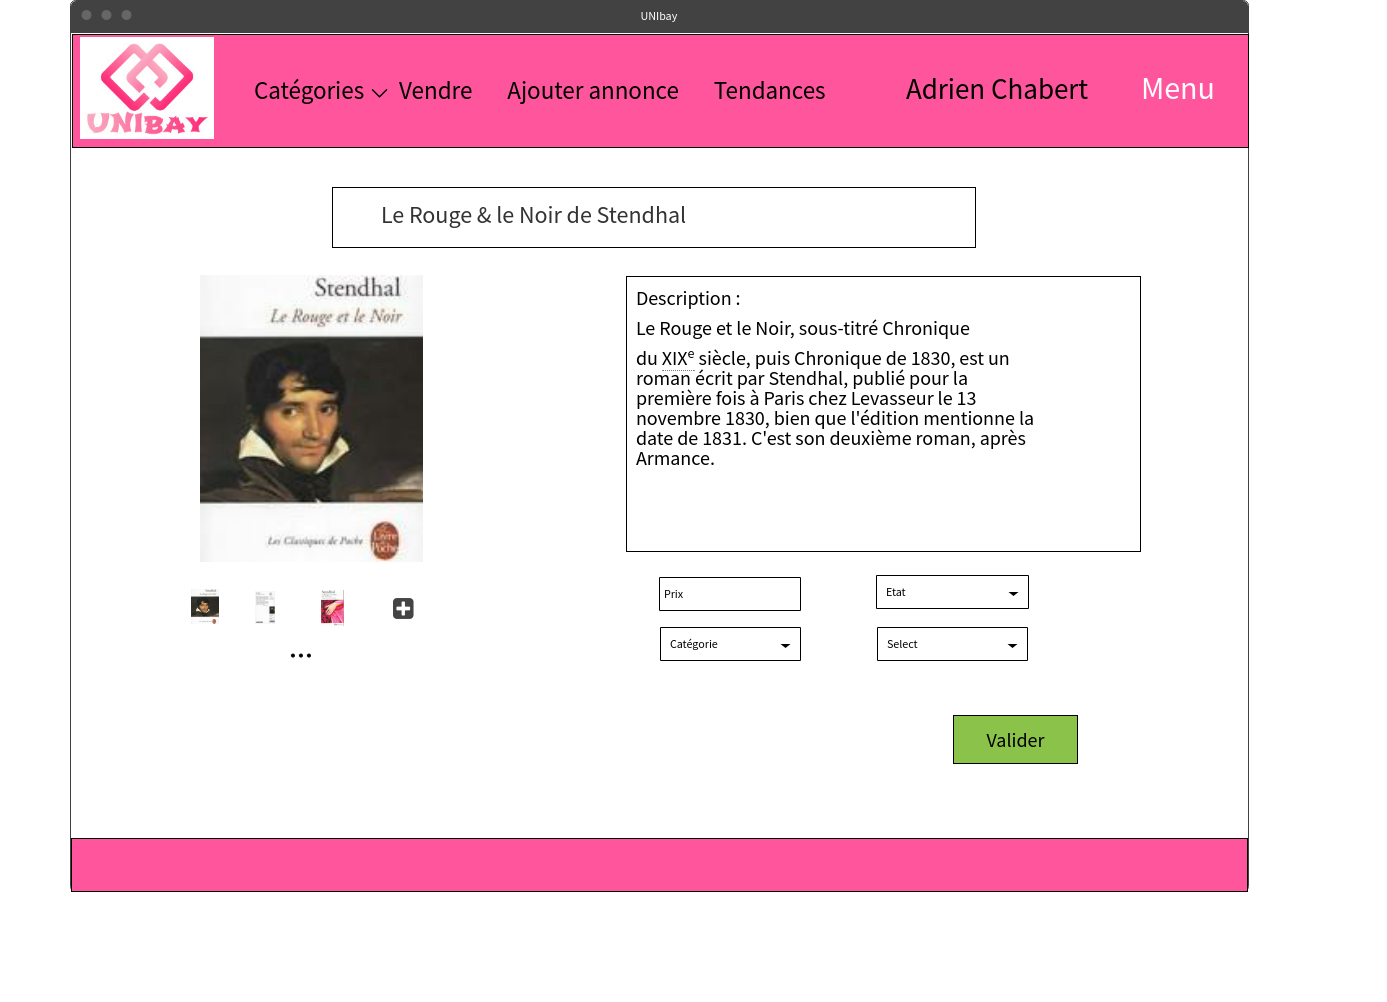 UNIbay
UNIBAY
Catégories Vendre Ajouter annonce Tendances Adrien Chabert Menu
Le Rouge & le Noir de Stendhal
Stendhal
Le Rouge et le Noir
Les Classiques de Poche
Le Livre de Poche
Description :
Le Rouge et le Noir, sous-titré Chronique
du XIXe siècle, puis Chronique de 1830, est un
roman écrit par Stendhal, publié pour la
première fois à Paris chez Levasseur le 13
novembre 1830, bien que l'édition mentionne la
date de 1831. C'est son deuxième roman, après
Armance.
Prix
Etat
Catégorie
Select
...
Valider